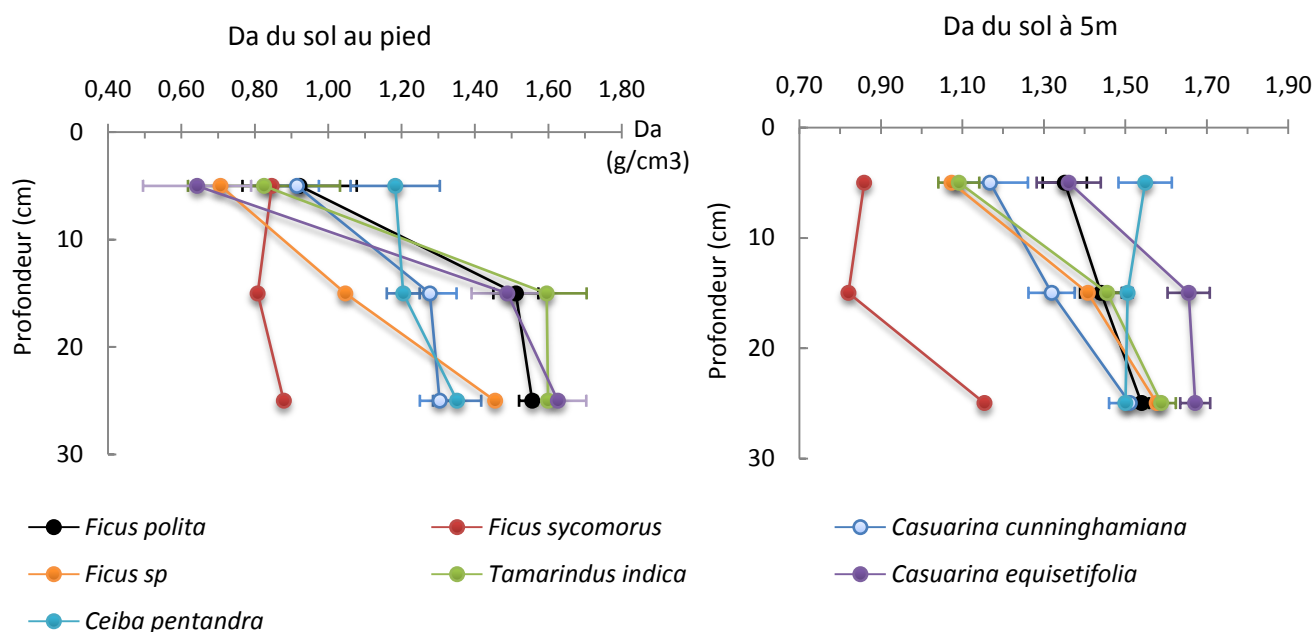 Da du sol au pied
0,40 0,60 0,80 1,00 1,20 1,40 1,60 1,80
Da
(g/cm3)
0
10
20
30
Profondeur (cm)
Da du sol à 5m
0,70 0,90 1,10 1,30 1,50 1,70 1,90
0
10
20
30
Profondeur (cm)
Ficus polita
Ficus sycomorus
Casuarina cunninghamiana
Ficus sp
Tamarindus indica
Casuarina equisetifolia
Ceiba pentandra